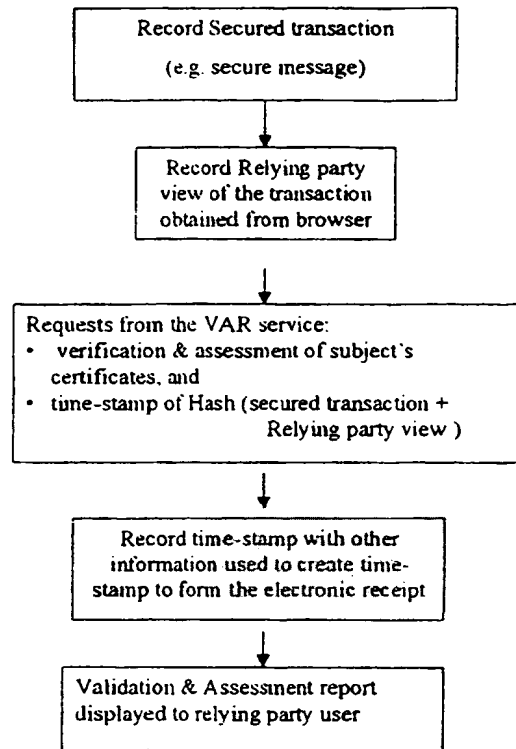 Record Secured transaction
(e.g. secure message)
Record Relying party
view of the transaction
obtained from browser
Requests from the VAR service:
• verification & assessment of subject's
certificates, and
• time-stamp of Hash (secured transaction +
Relying party view )
Record time-stamp with other
information used to create time-
stamp to form the electronic receipt
Validation & Assessment report
displayed to relying party user